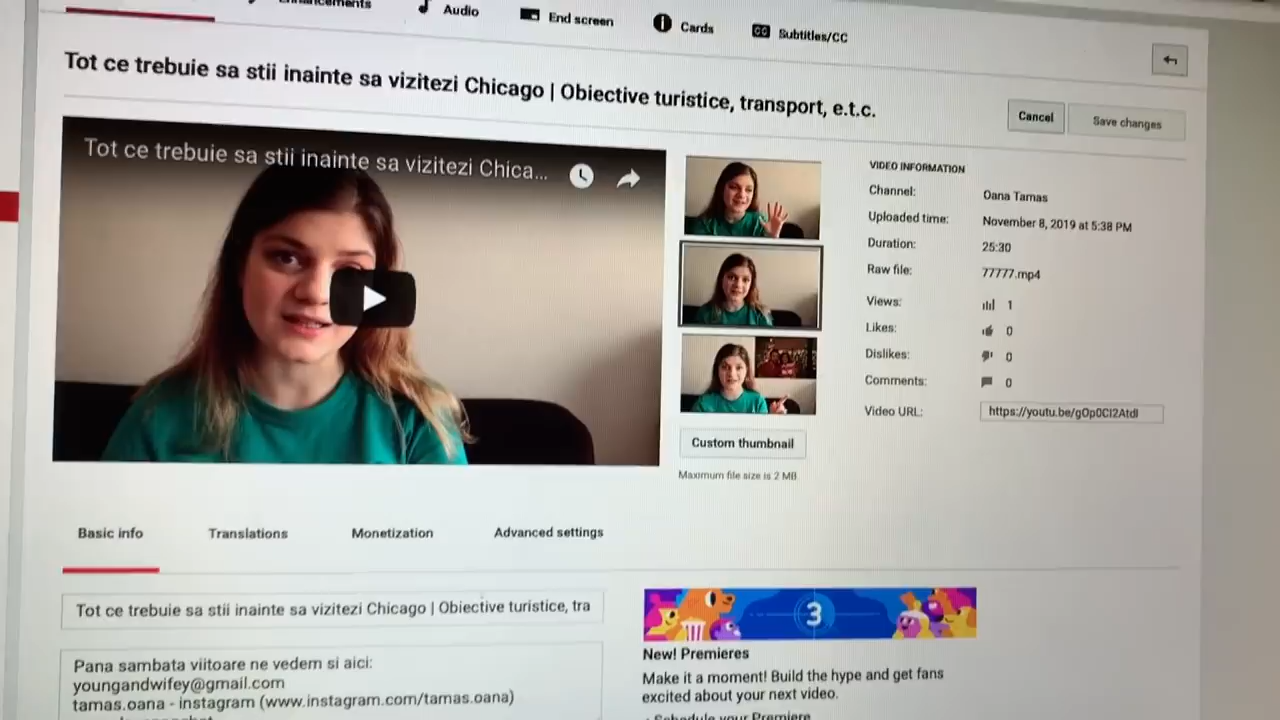 Enhancements
Audio
End screen
Cards
CC Subtitles/CC
Tot ce trebuie sa stii inainte sa vizitezi Chicago | Obiective turistice, transport, e.t.c.
Cancel
Save changes
Tot ce trebuie sa stii inainte sa vizitezi Chica...
VIDEO INFORMATION
Channel: Oana Tamas
Uploaded time: November 8, 2019 at 5:38 PM
Duration: 25:30
Raw file: 77777.mp4
Views: 1
Likes: 0
Dislikes: 0
Comments: 0
Video URL: https://youtu.be/gOp0CI2AtdI
Custom thumbnail
Maximum file size is 2 MB
Basic info
Translations
Monetization
Advanced settings
Tot ce trebuie sa stii inainte sa vizitezi Chicago | Obiective turistice, tra
Pana sambata viitoare ne vedem si aici:
youngandwifey@gmail.com
tamas.oana - instagram (www.instagram.com/tamas.oana)
3
New! Premieres
Make it a moment! Build the hype and get fans
excited about your next video.
Schedule your Premiere